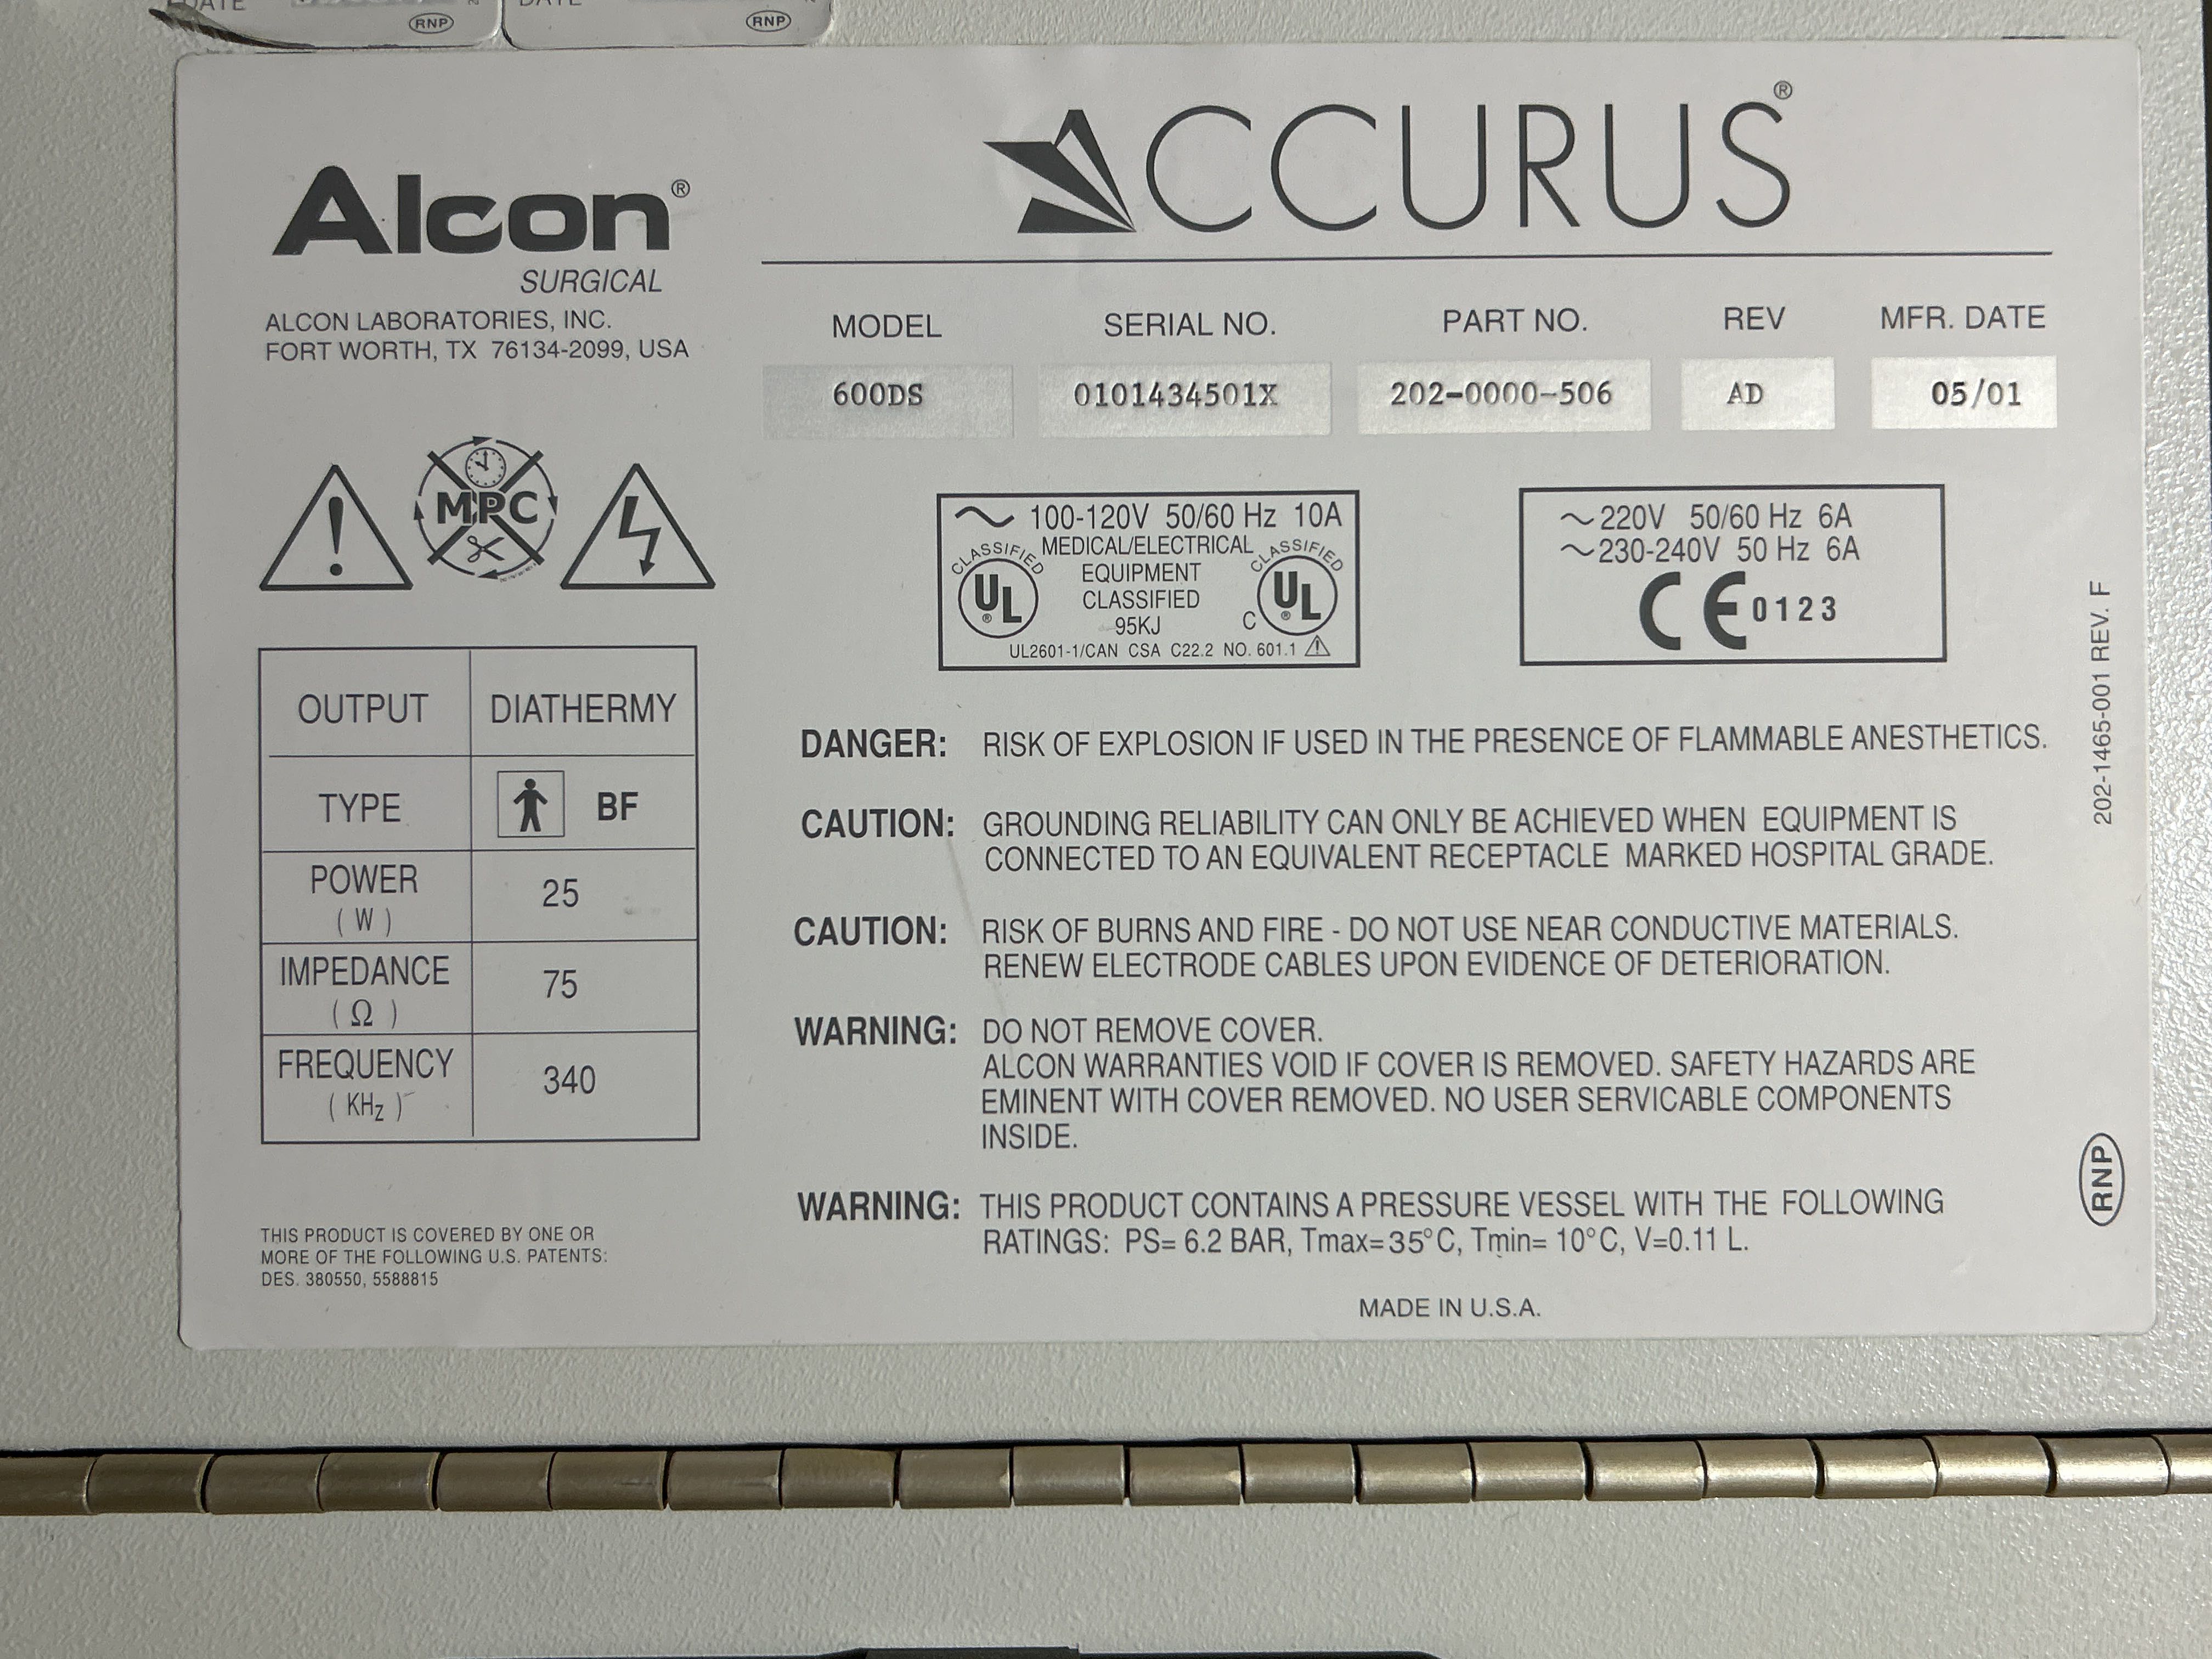 DATE
RNP
DATE
RNP
Alcon®
SURGICAL
ALCON LABORATORIES, INC.
FORT WORTH, TX 76134-2099, USA
ACCURUS®
MODEL SERIAL NO. PART NO. REV MFR. DATE
600DS 0101434501X 202-0000-506 AD 05/01
MPC
~ 100-120V 50/60 Hz 10A
MEDICAL/ELECTRICAL
EQUIPMENT
CLASSIFIED
95KJ
CLASSIFIED
UL®
CLASSIFIED
C UL®
UL2601-1/CAN CSA C22.2 NO. 601.1
~220V 50/60 Hz 6A
~230-240V 50 Hz 6A
CE 0123
OUTPUT DIATHERMY
TYPE BF
POWER (W) 25
IMPEDANCE (Ω) 75
FREQUENCY (KHz) 340
DANGER: RISK OF EXPLOSION IF USED IN THE PRESENCE OF FLAMMABLE ANESTHETICS.
CAUTION: GROUNDING RELIABILITY CAN ONLY BE ACHIEVED WHEN EQUIPMENT IS
CONNECTED TO AN EQUIVALENT RECEPTACLE MARKED HOSPITAL GRADE.
CAUTION: RISK OF BURNS AND FIRE - DO NOT USE NEAR CONDUCTIVE MATERIALS.
RENEW ELECTRODE CABLES UPON EVIDENCE OF DETERIORATION.
WARNING: DO NOT REMOVE COVER.
ALCON WARRANTIES VOID IF COVER IS REMOVED. SAFETY HAZARDS ARE
EMINENT WITH COVER REMOVED. NO USER SERVICABLE COMPONENTS
INSIDE.
WARNING: THIS PRODUCT CONTAINS A PRESSURE VESSEL WITH THE FOLLOWING
RATINGS: PS= 6.2 BAR, Tmax=35°C, Tmin= 10°C, V=0.11 L.
THIS PRODUCT IS COVERED BY ONE OR
MORE OF THE FOLLOWING U.S. PATENTS:
DES. 380550, 5588815
MADE IN U.S.A.
202-1465-001 REV. F
RNP